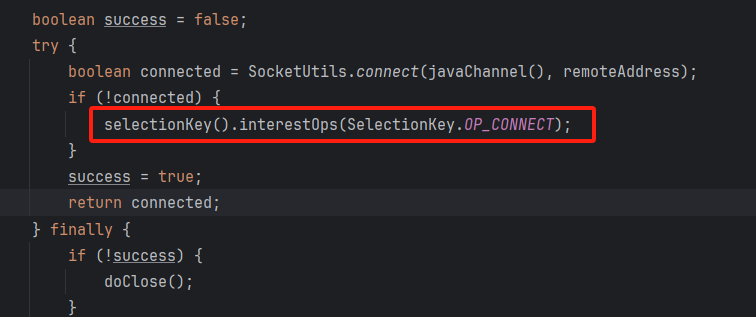 boolean success = false;
try {
boolean connected = SocketUtils.connect(javaChannel(), remoteAddress);
if (!connected) {
selectionKey().interestOps(SelectionKey.OP_CONNECT);
}
success = true;
return connected;
} finally {
if (!success) {
doClose();
}